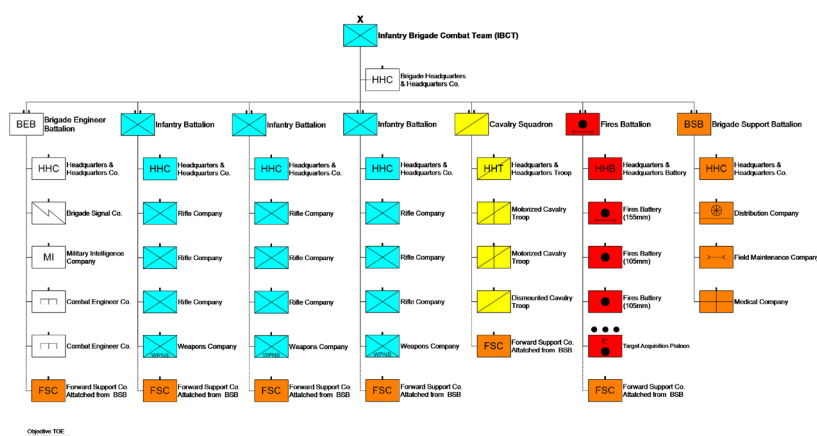 X
Infantry Brigade Combat Team (IBCT)
HHC
Brigade Headquarters
& Headquarters Co.
BEB
Brigade Engineer
Battalion
Infantry Battalion
Infantry Battalion
Infantry Battalion
Cavalry Squadron
Fires Battalion
BSB
Brigade Support Battalion
HHC
Headquarters &
Headquarters Co.
HHC
Headquarters &
Headquarters Co.
HHC
Headquarters &
Headquarters Co.
HHC
Headquarters &
Headquarters Co.
HHT
Headquarters &
Headquarters Troop
HHB
Headquarters &
Headquarters Battery
HHC
Headquarters &
Headquarters Co.
Brigade Signal Co.
Rifle Company
Rifle Company
Rifle Company
Motorized Cavalry
Troop
Fires Battery
(155mm)
Distribution Company
MI
Military Intelligence
Company
Rifle Company
Rifle Company
Rifle Company
Motorized Cavalry
Troop
Fires Battery
(105mm)
Field Maintenance Company
Combat Engineer Co.
Rifle Company
Rifle Company
Rifle Company
Dismounted Cavalry
Troop
Fires Battery
(105mm)
Medical Company
Combat Engineer Co.
WPNS
Weapons Company
WPNS
Weapons Company
WPNS
Weapons Company
FSC
Forward Support Co.
Attatched from BSB
Target Acquisition Platoon
FSC
Forward Support Co.
Attatched from BSB
FSC
Forward Support Co.
Attatched from BSB
FSC
Forward Support Co.
Attatched from BSB
FSC
Forward Support Co.
Attatched from BSB
FSC
Forward Support Co.
Attatched from BSB
Objective TOE